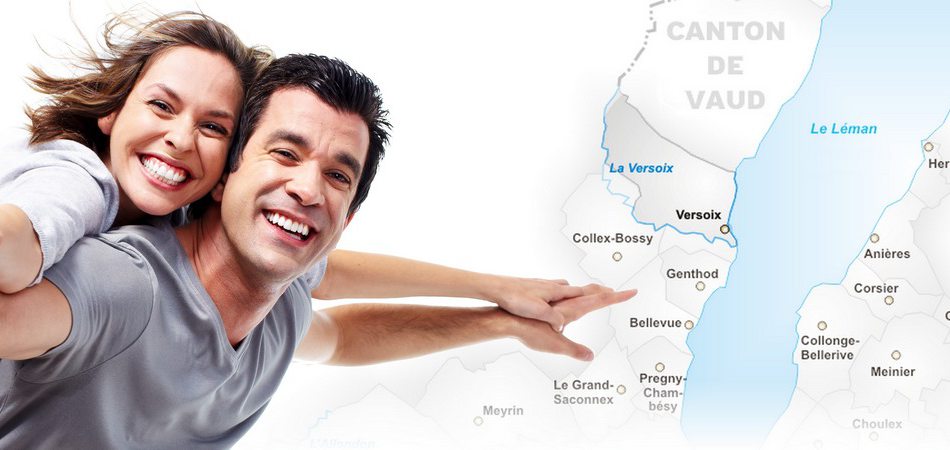 CANTON
DE
VAUD
Le Léman
La Versoix
Versoix
Collex-Bossy
Genthod
Bellevue
Le Grand-
Saconnex
Pregny-
Cham-
bésy
Meyrin
Her
Anières
Corsier
Collonge-
Bellerive
Meinier
Choulex